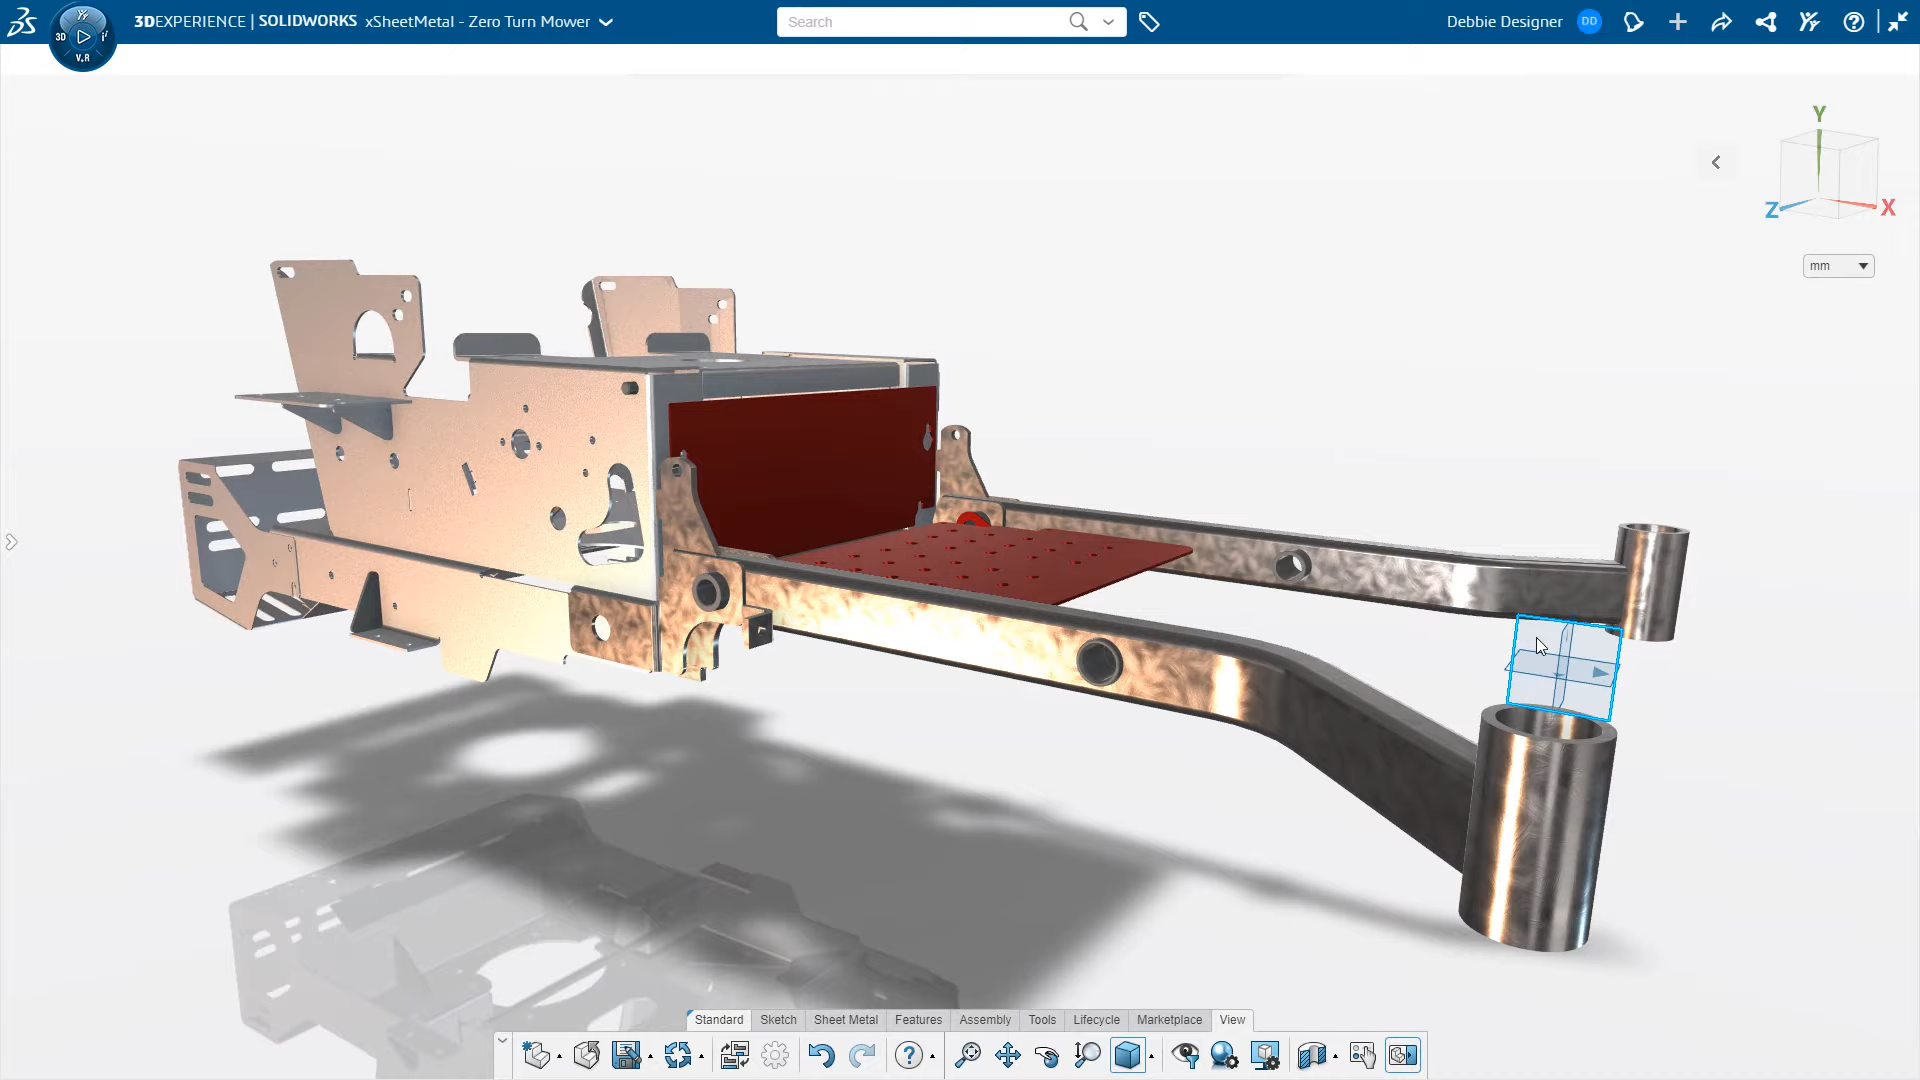 3DEXPERIENCE | SOLIDWORKS xSheetMetal - Zero Turn Mower
Search
Debbie Designer DD
3D
V.R
Y
Z
X
mm
Standard Sketch Sheet Metal Features Assembly Tools Lifecycle Marketplace View